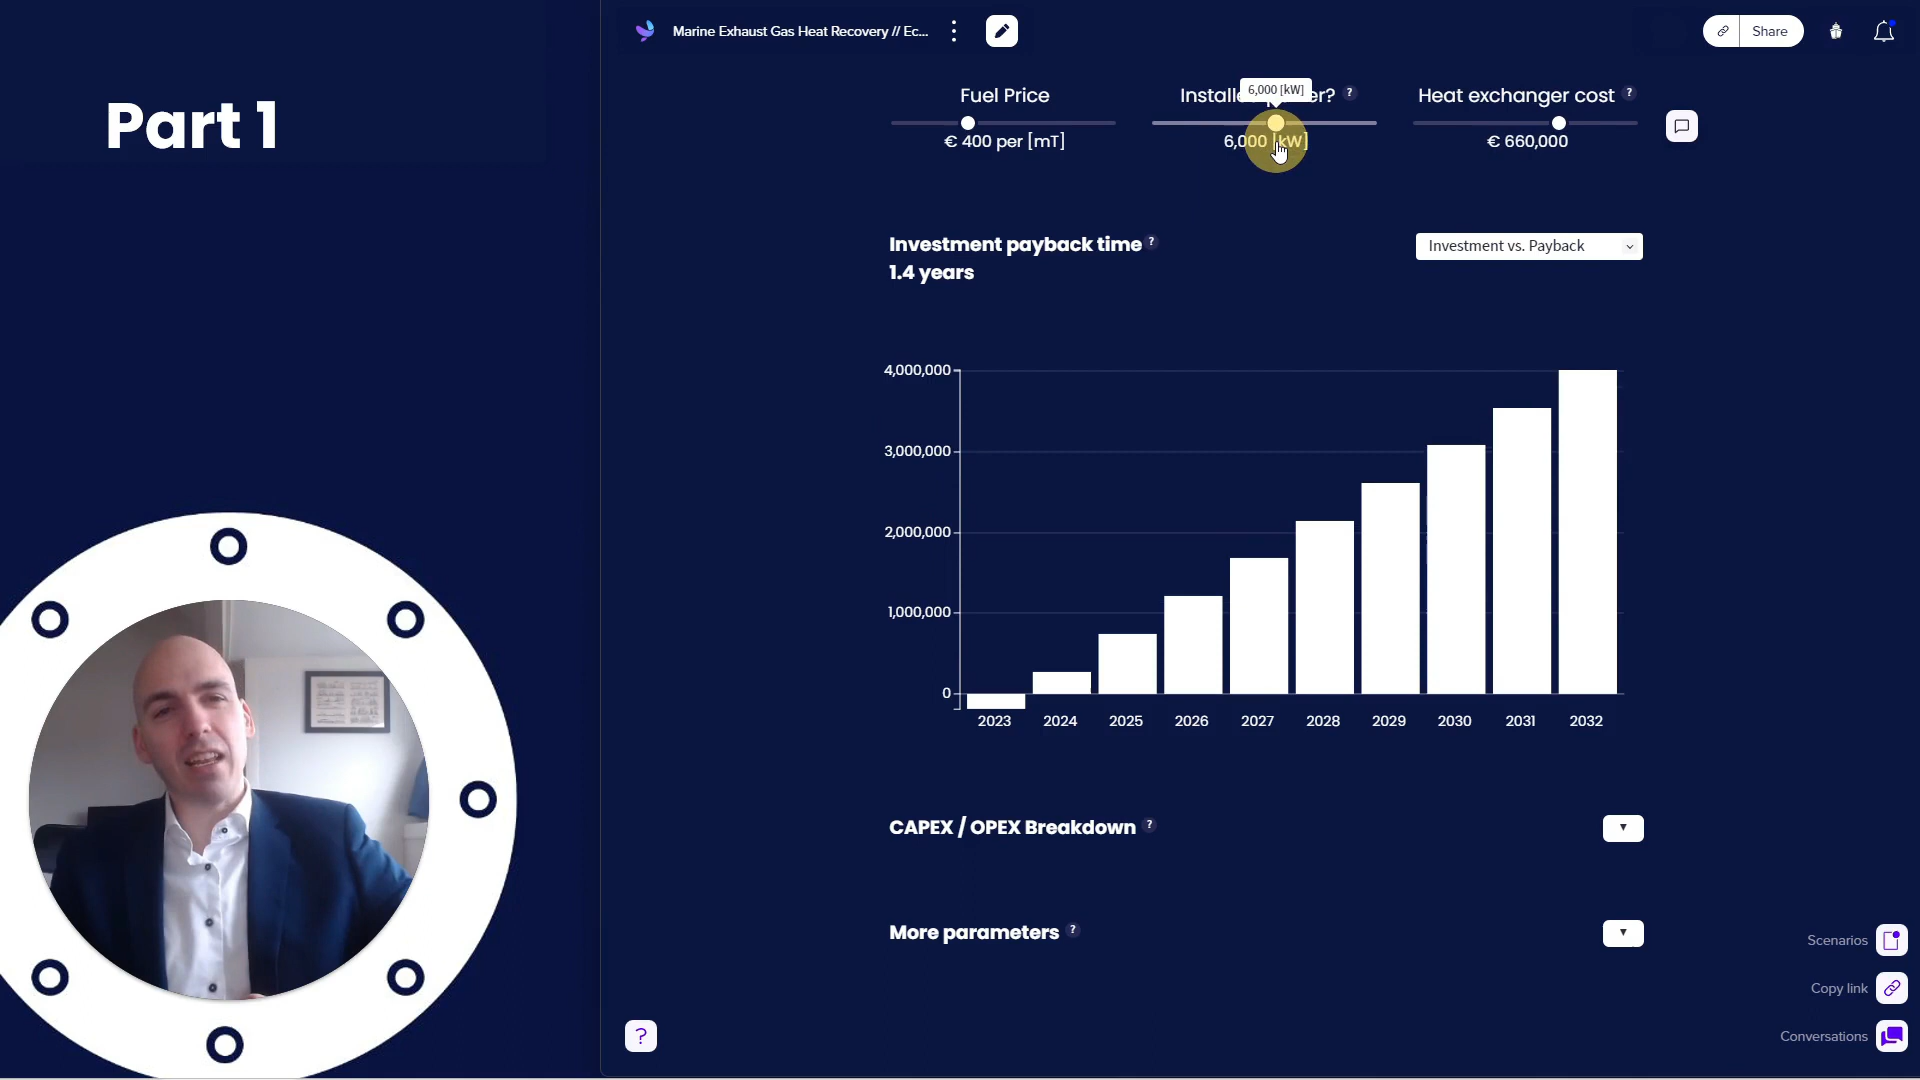 Part 1
Marine Exhaust Gas Heat Recovery // Ec...
Share
Fuel Price
€ 400 per [mT]
6,000 [kW]
Installe er? ?
6,000 [kW]
Heat exchanger cost ?
€ 660,000
Investment payback time ?
1.4 years
Investment vs. Payback
4,000,000
3,000,000
2,000,000
1,000,000
0
2023 2024 2025 2026 2027 2028 2029 2030 2031 2032
CAPEX / OPEX Breakdown ?
▼
More parameters ?
▼
Scenarios
Copy link
Conversations
?